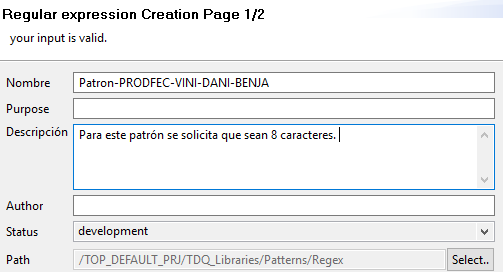 Regular expression Creation Page 1/2
your input is valid.
Nombre Patron-PRODFEC-VINI-DANI-BENJA
Purpose
Descripción Para este patrón se solicita que sean 8 caracteres.
Author
Status development
Path /TOP_DEFAULT_PRJ/TDQ_Libraries/Patterns/Regex Select..